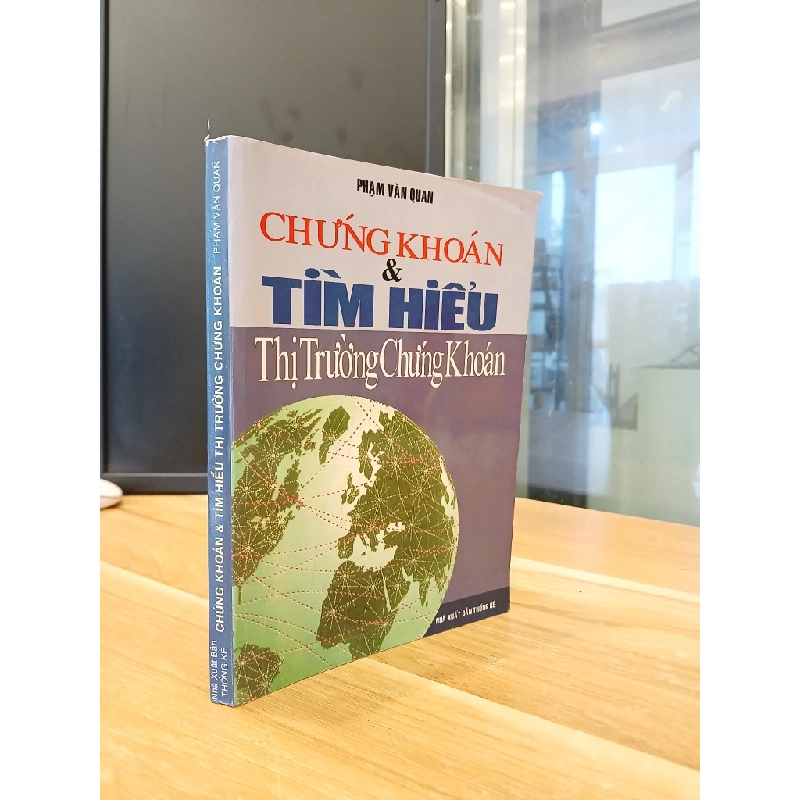 PHẠM VĂN QUAN
CHỨNG KHOÁN
&
TÌM HIỂU
Thị Trường Chứng Khoán
NHÀ XUẤT BẢN THỐNG KÊ
PHẠM VĂN QUAN
CHỨNG KHOÁN & TÌM HIỂU THỊ TRƯỜNG CHỨNG KHOÁN
Nhà Xuất Bản
THỐNG KÊ